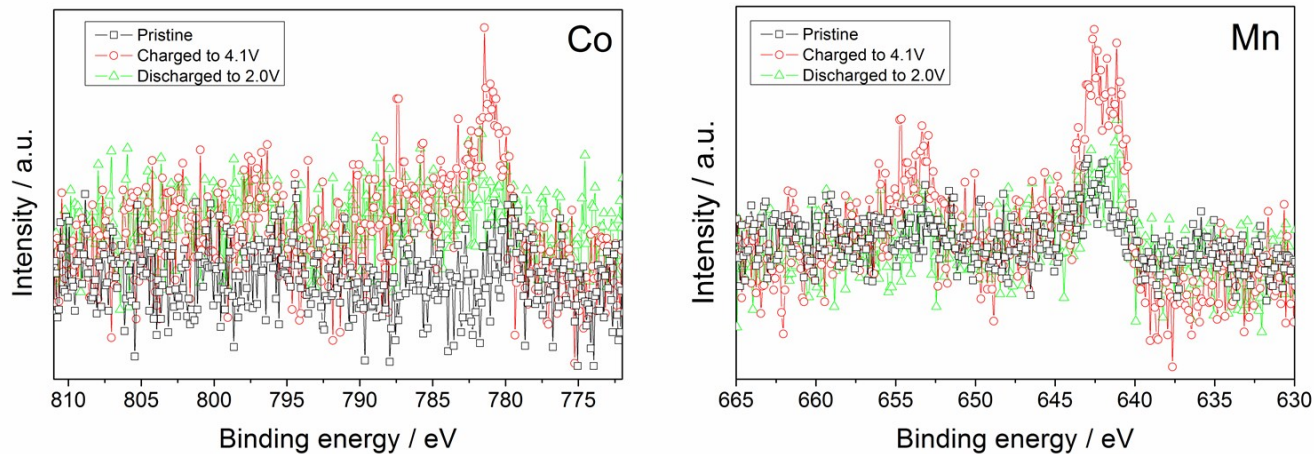 Pristine
Charged to 4.1V
Discharged to 2.0V
Co
Intensity / a.u.
810 805 800 795 790 785 780 775
Binding energy / eV
Pristine
Charged to 4.1V
Discharged to 2.0V
Mn
Intensity / a.u.
665 660 655 650 645 640 635 630
Binding energy / eV